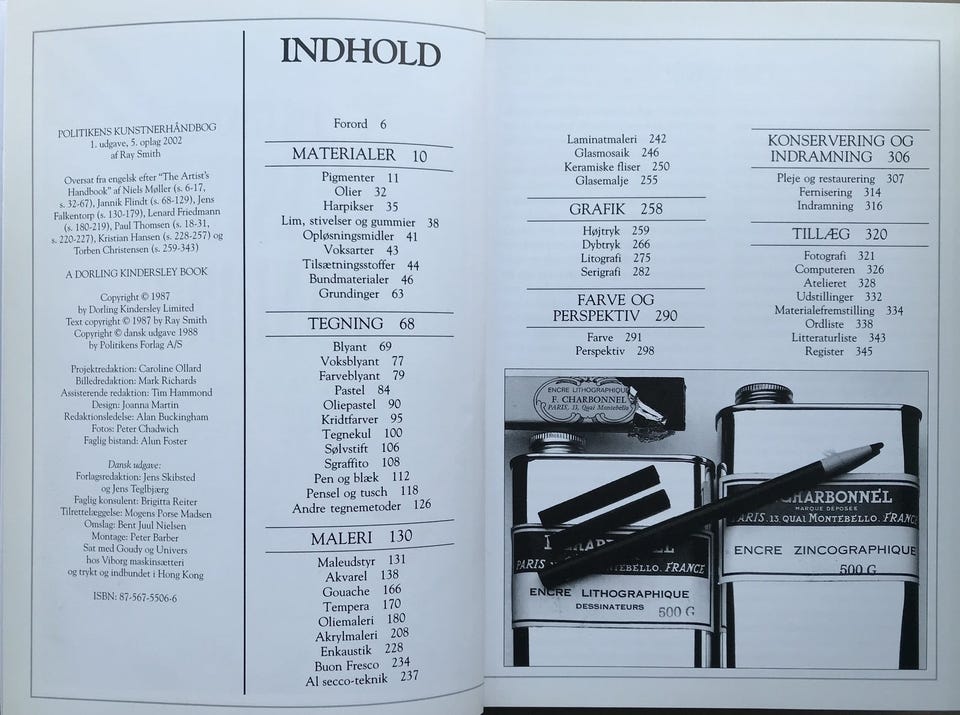 POLITIKENS KUNSTNERHÅNDBOG
1. udgave, 5. oplag 2002
af Ray Smith
Oversat fra engelsk efter "The Artist's
Handbook" af Niels Møller (s. 6-17,
s. 32-67), Jannik Flindt (s. 68-129), Jens
Falkentorp (s. 130-179), Lenard Friedmann
(s. 180-219), Paul Thomsen (s. 18-31,
s. 220-227), Kristian Hansen (s. 228-257) og
Torben Christensen (s. 259-343)
A DORLING KINDERSLEY BOOK
Copyright © 1987
by Dorling Kindersley Limited
Text copyright © 1987 by Ray Smith
Copyright © dansk udgave 1988
by Politikens Forlag A/S
Projektredaktion: Caroline Ollard
Billedredaktion: Mark Richards
Assisterende redaktion: Tim Hammond
Design: Joanna Martin
Redaktionsledelse: Alan Buckingham
Fotos: Peter Chadwich
Faglig bistand: Alun Foster
Dansk udgave:
Forlagsredaktion: Jens Skibsted
og Jens Teglbjærg
Faglig konsulent: Brigitta Reiter
Tilrettelæggelse: Mogens Porse Madsen
Omslag: Bent Juul Nielsen
Montage: Peter Barber
Sat med Goudy og Univers
hos Viborg maskinsætteri
og trykt og indbundet i Hong Kong
ISBN: 87-567-5506-6
INDHOLD
Forord 6
MATERIALER 10
Pigmenter 11
Olier 32
Harpikser 35
Lim, stivelser og gummier 38
Opløsningsmidler 41
Voksarter 43
Tilsætningsstoffer 44
Bundmaterialer 46
Grundinger 63
TEGNING 68
Blyant 69
Voksblyant 77
Farveblyant 79
Pastel 84
Oliepastel 90
Kridtfarver 95
Tegnekul 100
Sølvstift 106
Sgraffito 108
Pen og blæk 112
Pensel og tusch 118
Andre tegnemetoder 126
MALERI 130
Maleudstyr 131
Akvarel 138
Gouache 166
Tempera 170
Oliemaleri 180
Akrylmaleri 208
Enkaustik 228
Buon Fresco 234
Al secco-teknik 237
Laminatmaleri 242
Glasmosaik 246
Keramiske fliser 250
Glasemalje 255
GRAFIK 258
Højtryk 259
Dybtryk 266
Litografi 275
Serigrafi 282
FARVE OG
PERSPEKTIV 290
Farve 291
Perspektiv 298
KONSERVERING OG
INDRAMNING 306
Pleje og restaurering 307
Fernisering 314
Indramning 316
TILLÆG 320
Fotografi 321
Computeren 326
Atelieret 328
Udstillinger 332
Materialefremstilling 334
Ordliste 338
Litteraturliste 343
Register 345
ENCRE LITHOGRAPHIQUE
F. CHARBONNEL
PARIS, 13, Quai Montebello
PARIS MONTEBELLO. FRANCE
ENCRE LITHOGRAPHIQUE
DESSINATEURS 500 G
CHARBONNEL
MARQUE DÉPOSÉE
PARIS. 13. QUAI MONTEBELLO. FRANCE
ENCRE ZINCOGRAPHIQUE
500 G